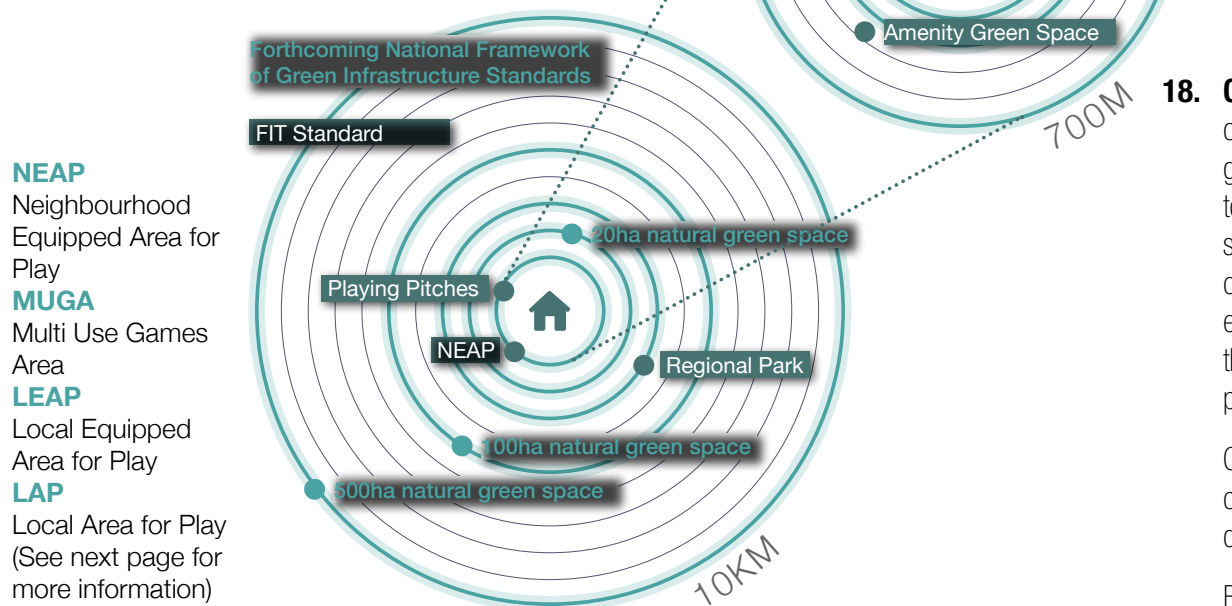 NEAP
Neighbourhood
Equipped Area for
Play
MUGA
Multi Use Games
Area
LEAP
Local Equipped
Area for Play
LAP
Local Area for Play
(See next page for
more information)
Forthcoming National Framework
of Green Infrastructure Standards
FIT Standard
Amenity Green Space
700M
20ha natural green space
Playing Pitches
NEAP
Regional Park
100ha natural green space
500ha natural green space
10KM
18.